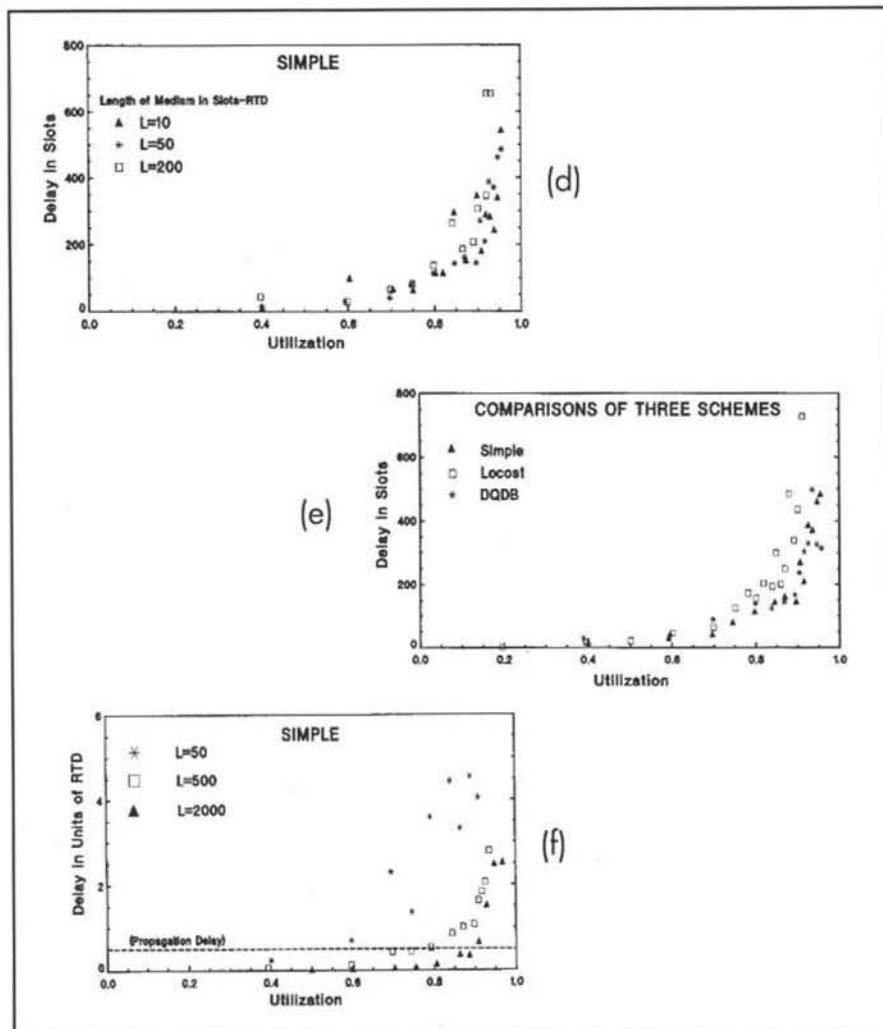 SIMPLE
Length of Medium in Slots-RTD
L=10
L=50
L=200
800
600
400
200
0
Delay in Slots
0.0 0.2 0.4 0.6 0.8 1.0
Utilization
(d)
COMPARISONS OF THREE SCHEMES
Simple
Locost
DQDB
800
600
400
200
0
Delay in Slots
0.0 0.2 0.4 0.6 0.8 1.0
Utilization
(e)
SIMPLE
L=50
L=500
L=2000
6
4
2
0
Delay in Units of RTD
(Propagation Delay)
0.0 0.2 0.4 0.6 0.8 1.0
Utilization
(f)